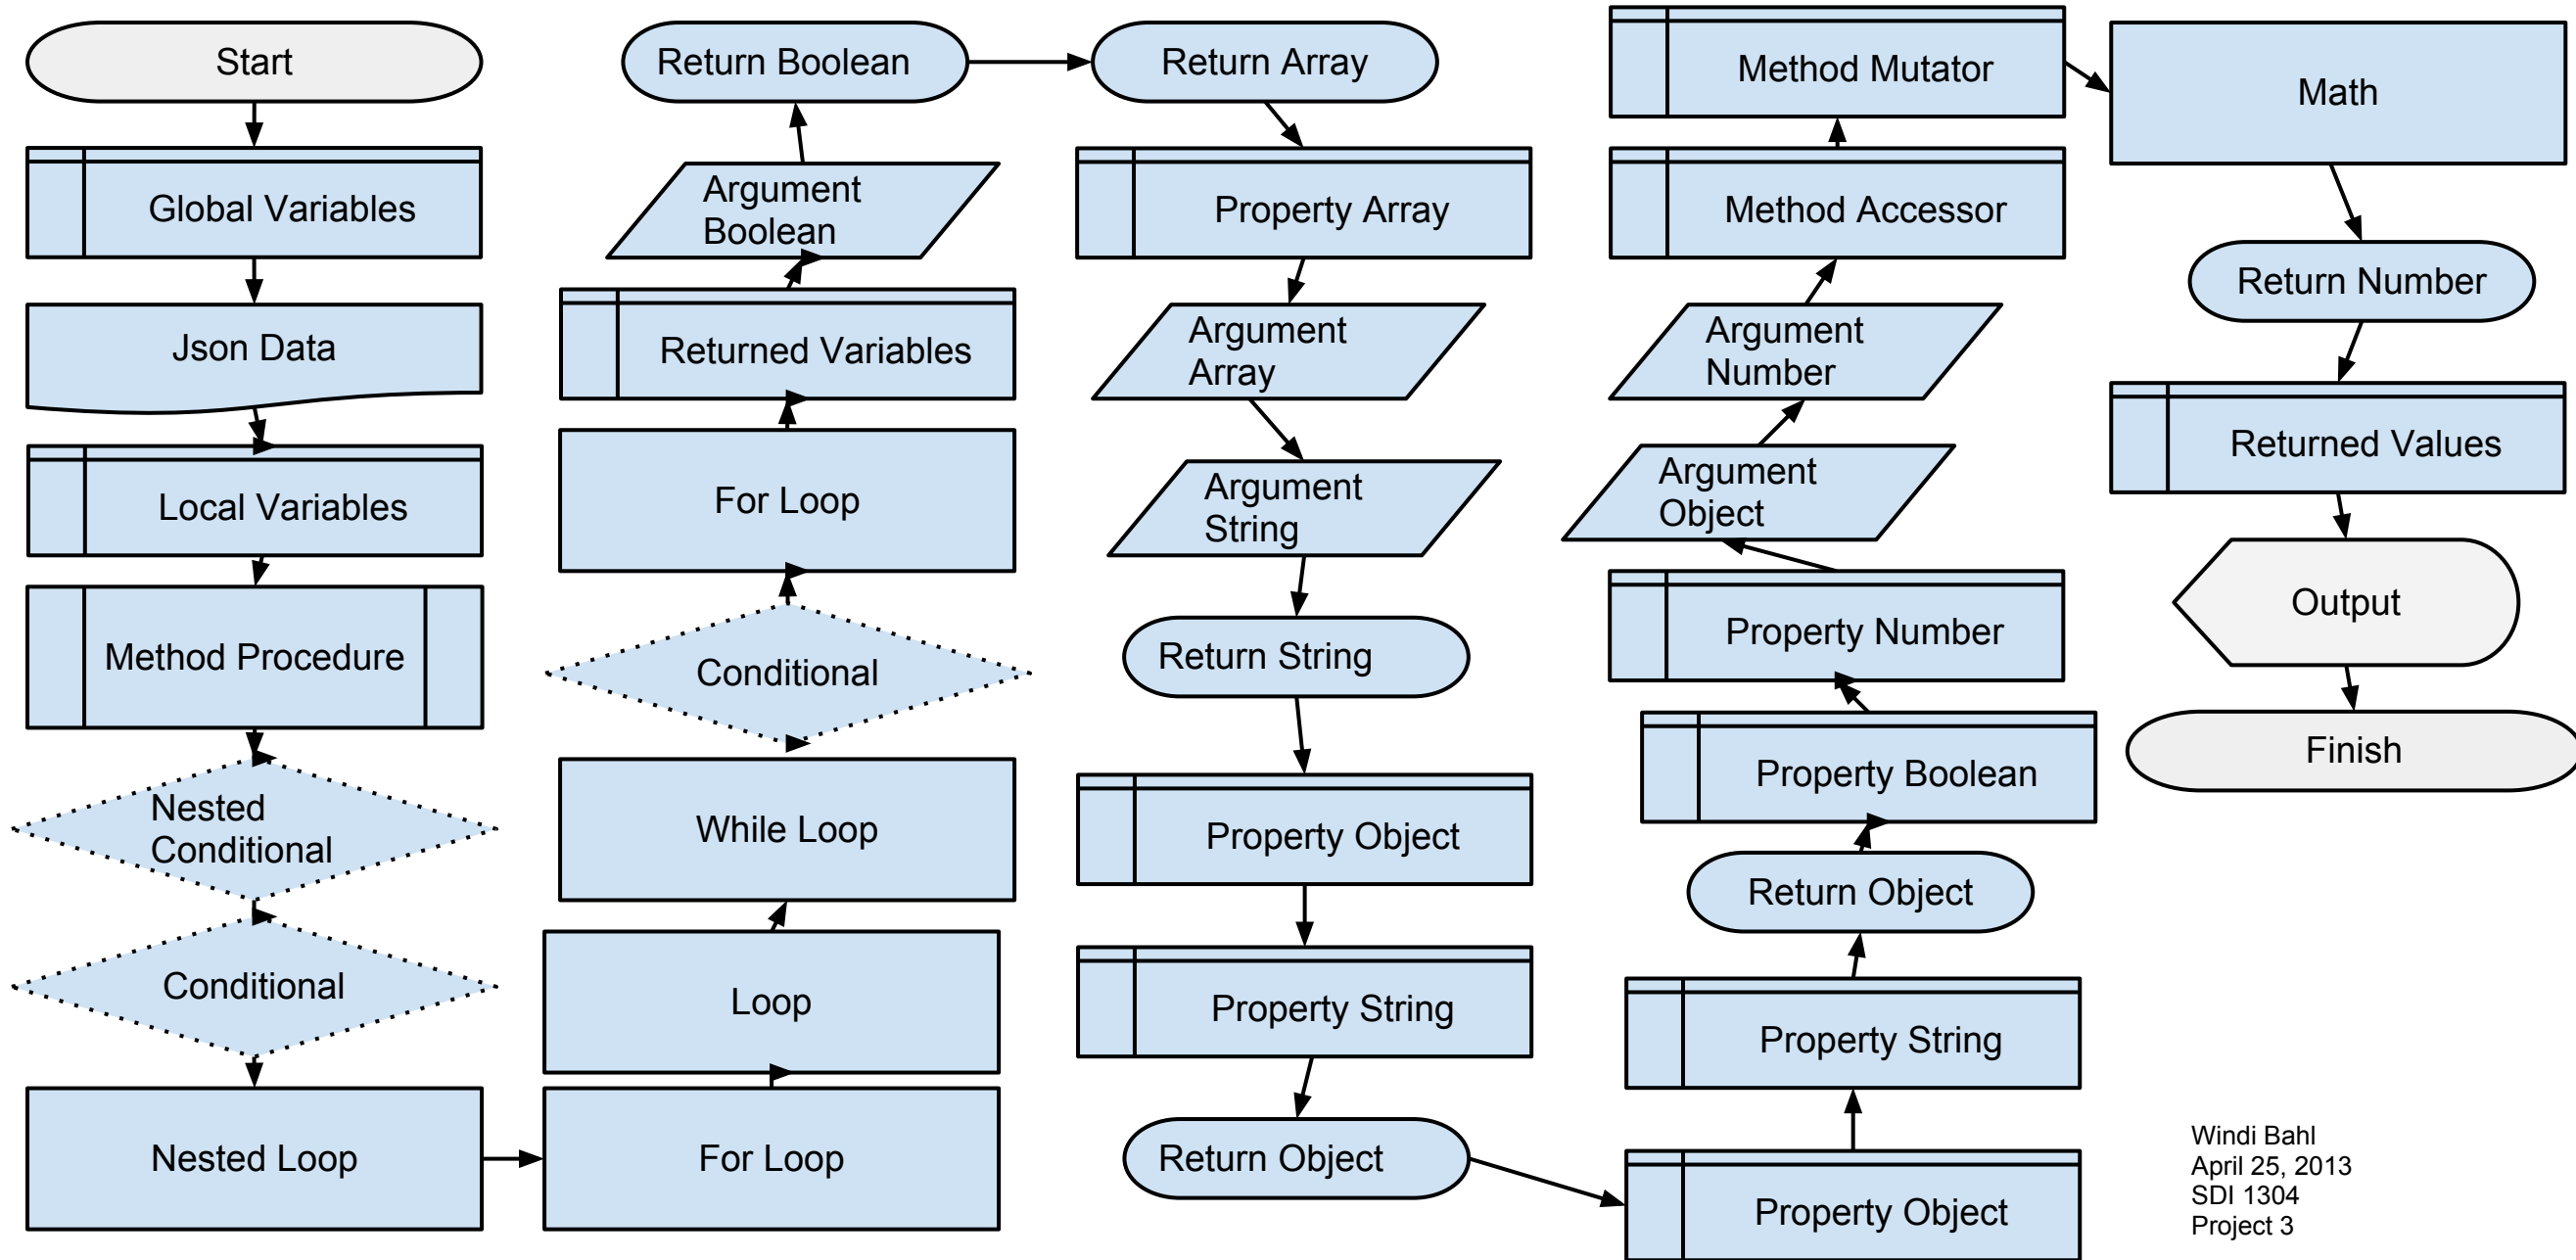 Start
Global Variables
Json Data
Local Variables
Method Procedure
Nested
Conditional
Conditional
Nested Loop
For Loop
Loop
While Loop
Conditional
For Loop
Returned Variables
Argument
Boolean
Return Boolean
Return Array
Property Array
Argument
Array
Argument
String
Return String
Property Object
Property String
Return Object
Property Object
Property String
Return Object
Property Boolean
Property Number
Argument
Object
Argument
Number
Method Accessor
Method Mutator
Math
Return Number
Returned Values
Output
Finish
Windi Bahl
April 25, 2013
SDI 1304
Project 3